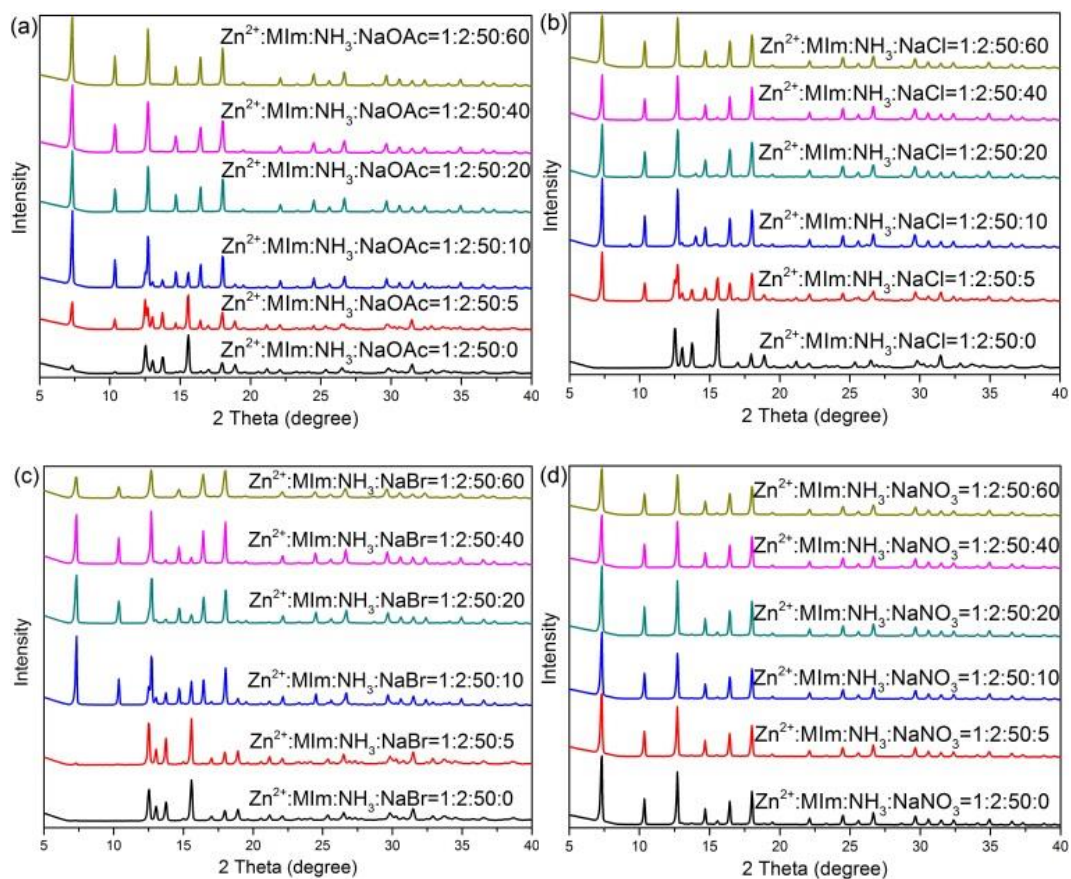 (a)
Zn²⁺:MIm:NH₃:NaOAc=1:2:50:60
Zn²⁺:MIm:NH₃:NaOAc=1:2:50:40
Zn²⁺:MIm:NH₃:NaOAc=1:2:50:20
Zn²⁺:MIm:NH₃:NaOAc=1:2:50:10
Zn²⁺:MIm:NH₃:NaOAc=1:2:50:5
Zn²⁺:MIm:NH₃:NaOAc=1:2:50:0
Intensity
5 10 15 20 25 30 35 40
2 Theta (degree)
(b)
Zn²⁺:MIm:NH₃:NaCl=1:2:50:60
Zn²⁺:MIm:NH₃:NaCl=1:2:50:40
Zn²⁺:MIm:NH₃:NaCl=1:2:50:20
Zn²⁺:MIm:NH₃:NaCl=1:2:50:10
Zn²⁺:MIm:NH₃:NaCl=1:2:50:5
Zn²⁺:MIm:NH₃:NaCl=1:2:50:0
Intensity
5 10 15 20 25 30 35 40
2 Theta (degree)
(c)
Zn²⁺:MIm:NH₃:NaBr=1:2:50:60
Zn²⁺:MIm:NH₃:NaBr=1:2:50:40
Zn²⁺:MIm:NH₃:NaBr=1:2:50:20
Zn²⁺:MIm:NH₃:NaBr=1:2:50:10
Zn²⁺:MIm:NH₃:NaBr=1:2:50:5
Zn²⁺:MIm:NH₃:NaBr=1:2:50:0
Intensity
5 10 15 20 25 30 35 40
2 Theta (degree)
(d)
Zn²⁺:MIm:NH₃:NaNO₃=1:2:50:60
Zn²⁺:MIm:NH₃:NaNO₃=1:2:50:40
Zn²⁺:MIm:NH₃:NaNO₃=1:2:50:20
Zn²⁺:MIm:NH₃:NaNO₃=1:2:50:10
Zn²⁺:MIm:NH₃:NaNO₃=1:2:50:5
Zn²⁺:MIm:NH₃:NaNO₃=1:2:50:0
Intensity
5 10 15 20 25 30 35 40
2 Theta (degree)